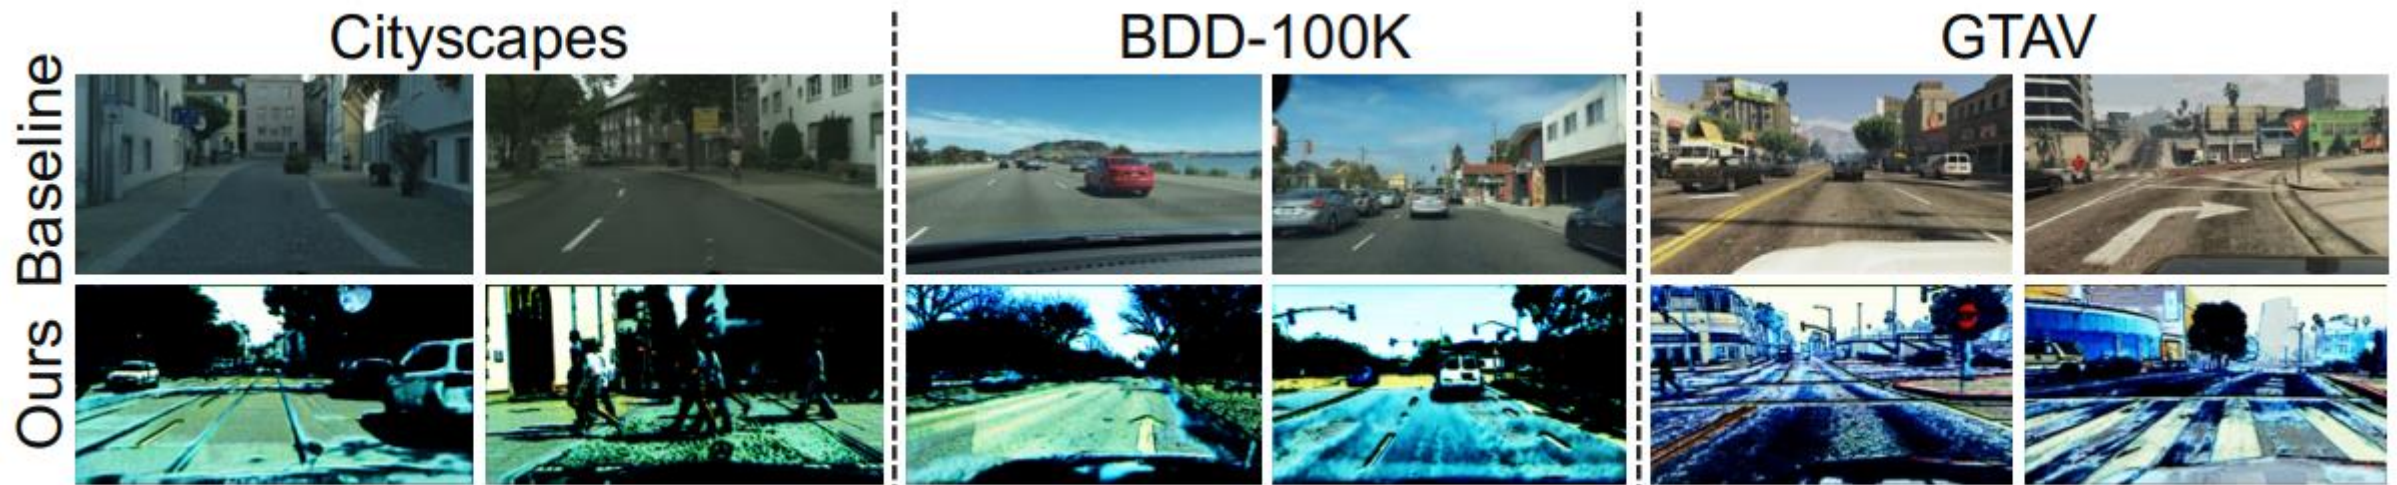 Cityscapes
BDD-100K
GTAV
Baseline
Ours